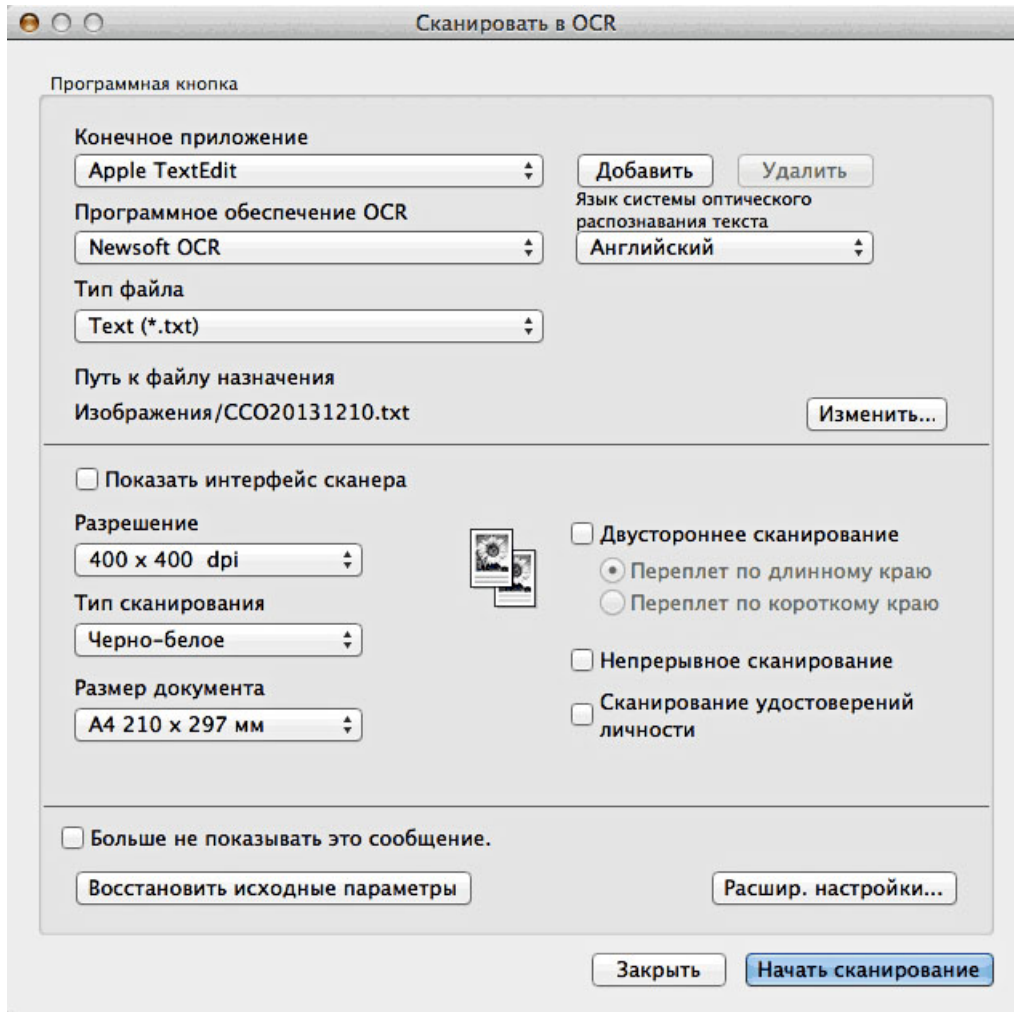 Сканировать в OCR
Программная кнопка
Конечное приложение
Apple TextEdit
Добавить
Удалить
Программное обеспечение OCR
Язык системы оптического
распознавания текста
Newsoft OCR
Английский
Тип файла
Text (*.txt)
Путь к файлу назначения
Изображения/CCO20131210.txt
Изменить...
Показать интерфейс сканера
Разрешение
400 x 400 dpi
Двустороннее сканирование
Переплет по длинному краю
Тип сканирования
Переплет по короткому краю
Черно-белое
Непрерывное сканирование
Размер документа
A4 210 x 297 мм
Сканирование удостоверений
личности
Больше не показывать это сообщение.
Восстановить исходные параметры
Расшир. настройки...
Закрыть
Начать сканирование